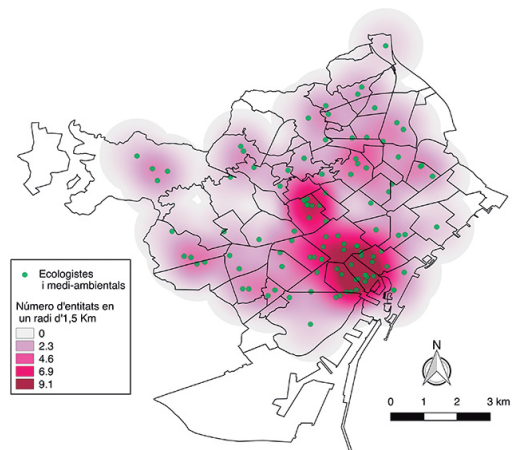 Ecologistes
i medi-ambientals
Número d'entitats en
un radi d'1,5 Km
0
2.3
4.6
6.9
9.1
N
0 1 2 3 km